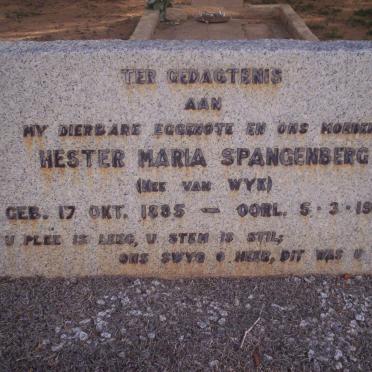 TER GEDAGTENIS
AAN
MY DIERBARE EGGENOTE EN ONS MOEDER
HESTER MARIA SPANGENBERG
(NEE VAN WYK)
GEB. 17 OKT. 1885 — OORL. 5-3-19
U PLEK IS LEEG, U STEM IS STIL;
ONS SWYG O HEER, DIT WAS U